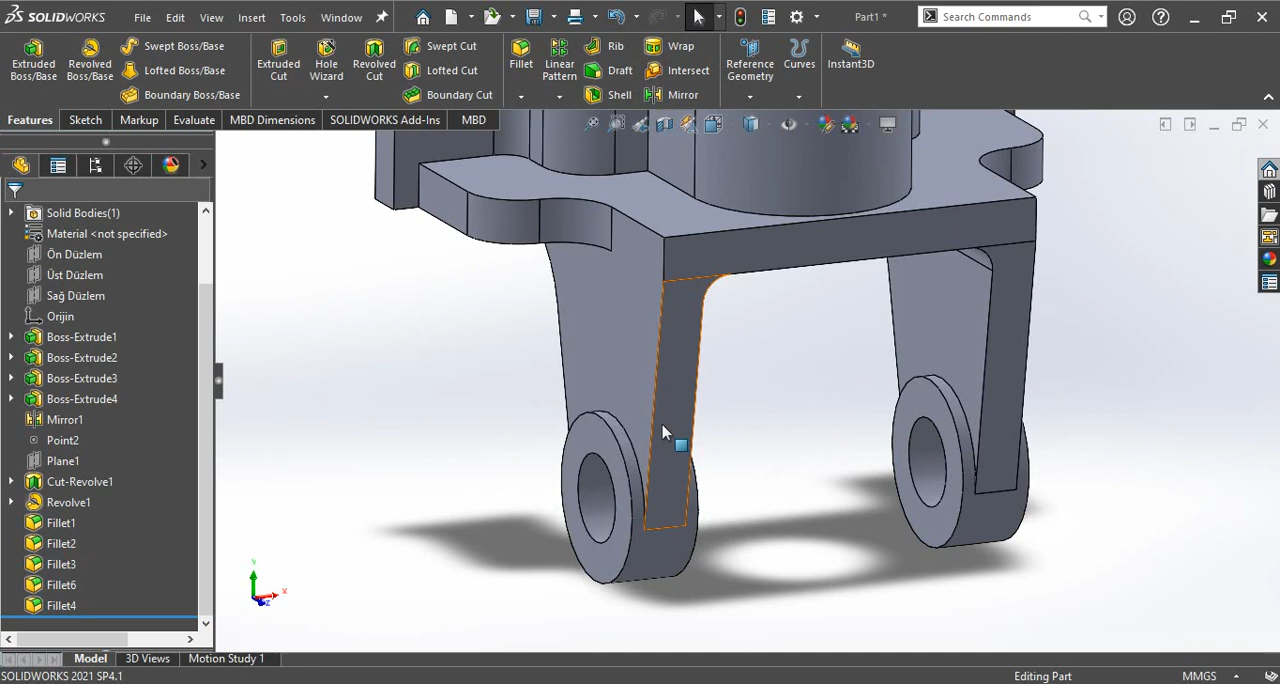 SOLIDWORKS File Edit View Insert Tools Window Part1 * Search Commands
Extruded Boss/Base
Revolved Boss/Base
Swept Boss/Base
Lofted Boss/Base
Boundary Boss/Base
Extruded Cut
Hole Wizard
Revolved Cut
Swept Cut
Lofted Cut
Boundary Cut
Fillet
Linear Pattern
Rib
Draft
Shell
Wrap
Intersect
Mirror
Reference Geometry
Curves
Instant3D
Features Sketch Markup Evaluate MBD Dimensions SOLIDWORKS Add-Ins MBD
Solid Bodies(1)
Material <not specified>
Ön Düzlem
Üst Düzlem
Sağ Düzlem
Orijin
Boss-Extrude1
Boss-Extrude2
Boss-Extrude3
Boss-Extrude4
Mirror1
Point2
Plane1
Cut-Revolve1
Revolve1
Fillet1
Fillet2
Fillet3
Fillet6
Fillet4
Y
X
Z
Model 3D Views Motion Study 1
SOLIDWORKS 2021 SP4.1 Editing Part MMGS